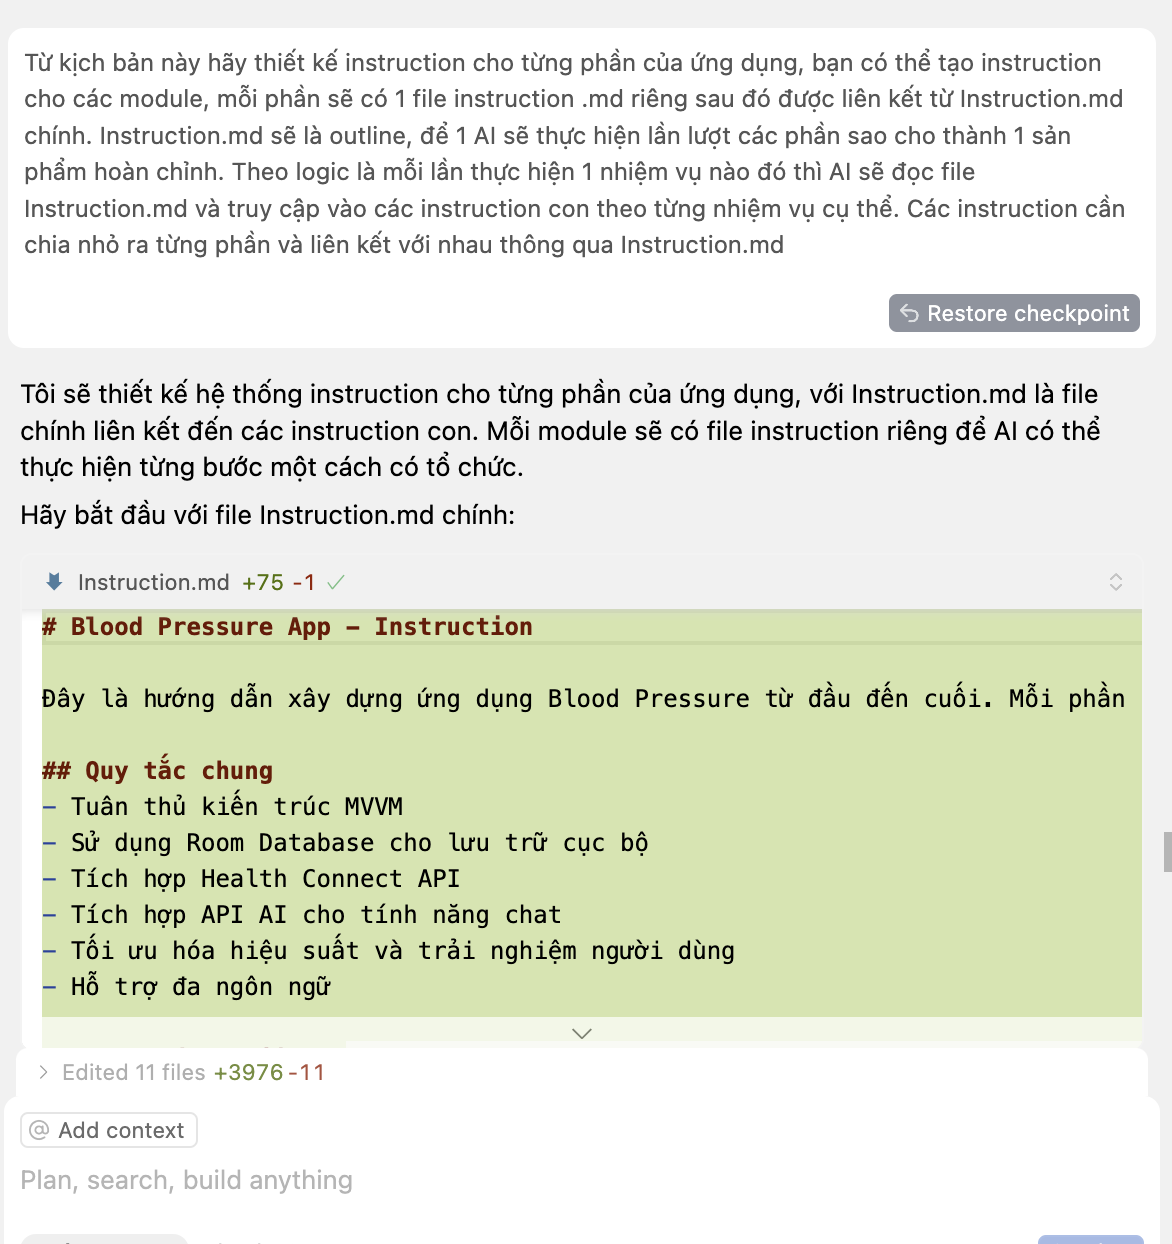 Từ kịch bản này hãy thiết kế instruction cho từng phần của ứng dụng, bạn có thể tạo instruction
cho các module, mỗi phần sẽ có 1 file instruction .md riêng sau đó được liên kết từ Instruction.md
chính. Instruction.md sẽ là outline, để 1 AI sẽ thực hiện lần lượt các phần sao cho thành 1 sản
phẩm hoàn chỉnh. Theo logic là mỗi lần thực hiện 1 nhiệm vụ nào đó thì AI sẽ đọc file
Instruction.md và truy cập vào các instruction con theo từng nhiệm vụ cụ thể. Các instruction cần
chia nhỏ ra từng phần và liên kết với nhau thông qua Instruction.md
Restore checkpoint
Tôi sẽ thiết kế hệ thống instruction cho từng phần của ứng dụng, với Instruction.md là file
chính liên kết đến các instruction con. Mỗi module sẽ có file instruction riêng để AI có thể
thực hiện từng bước một cách có tổ chức.
Hãy bắt đầu với file Instruction.md chính:
Instruction.md +75 -1
# Blood Pressure App – Instruction
Đây là hướng dẫn xây dựng ứng dụng Blood Pressure từ đầu đến cuối. Mỗi phần
## Quy tắc chung
- Tuân thủ kiến trúc MVVM
- Sử dụng Room Database cho lưu trữ cục bộ
- Tích hợp Health Connect API
- Tích hợp API AI cho tính năng chat
- Tối ưu hóa hiệu suất và trải nghiệm người dùng
- Hỗ trợ đa ngôn ngữ
Edited 11 files +3976 -11
@ Add context
Plan, search, build anything